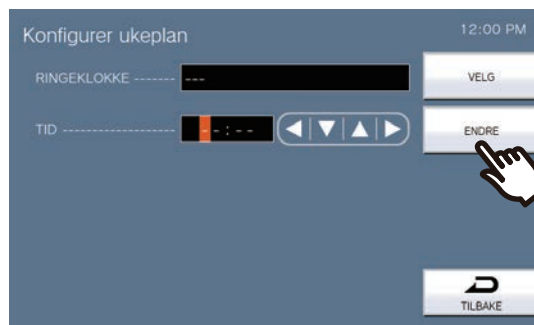 Konfigurer ukeplan 12:00 PM
RINGEKLOKKE ------- --- VELG
TID ------------------- --:-- ENDRE
TILBAKE